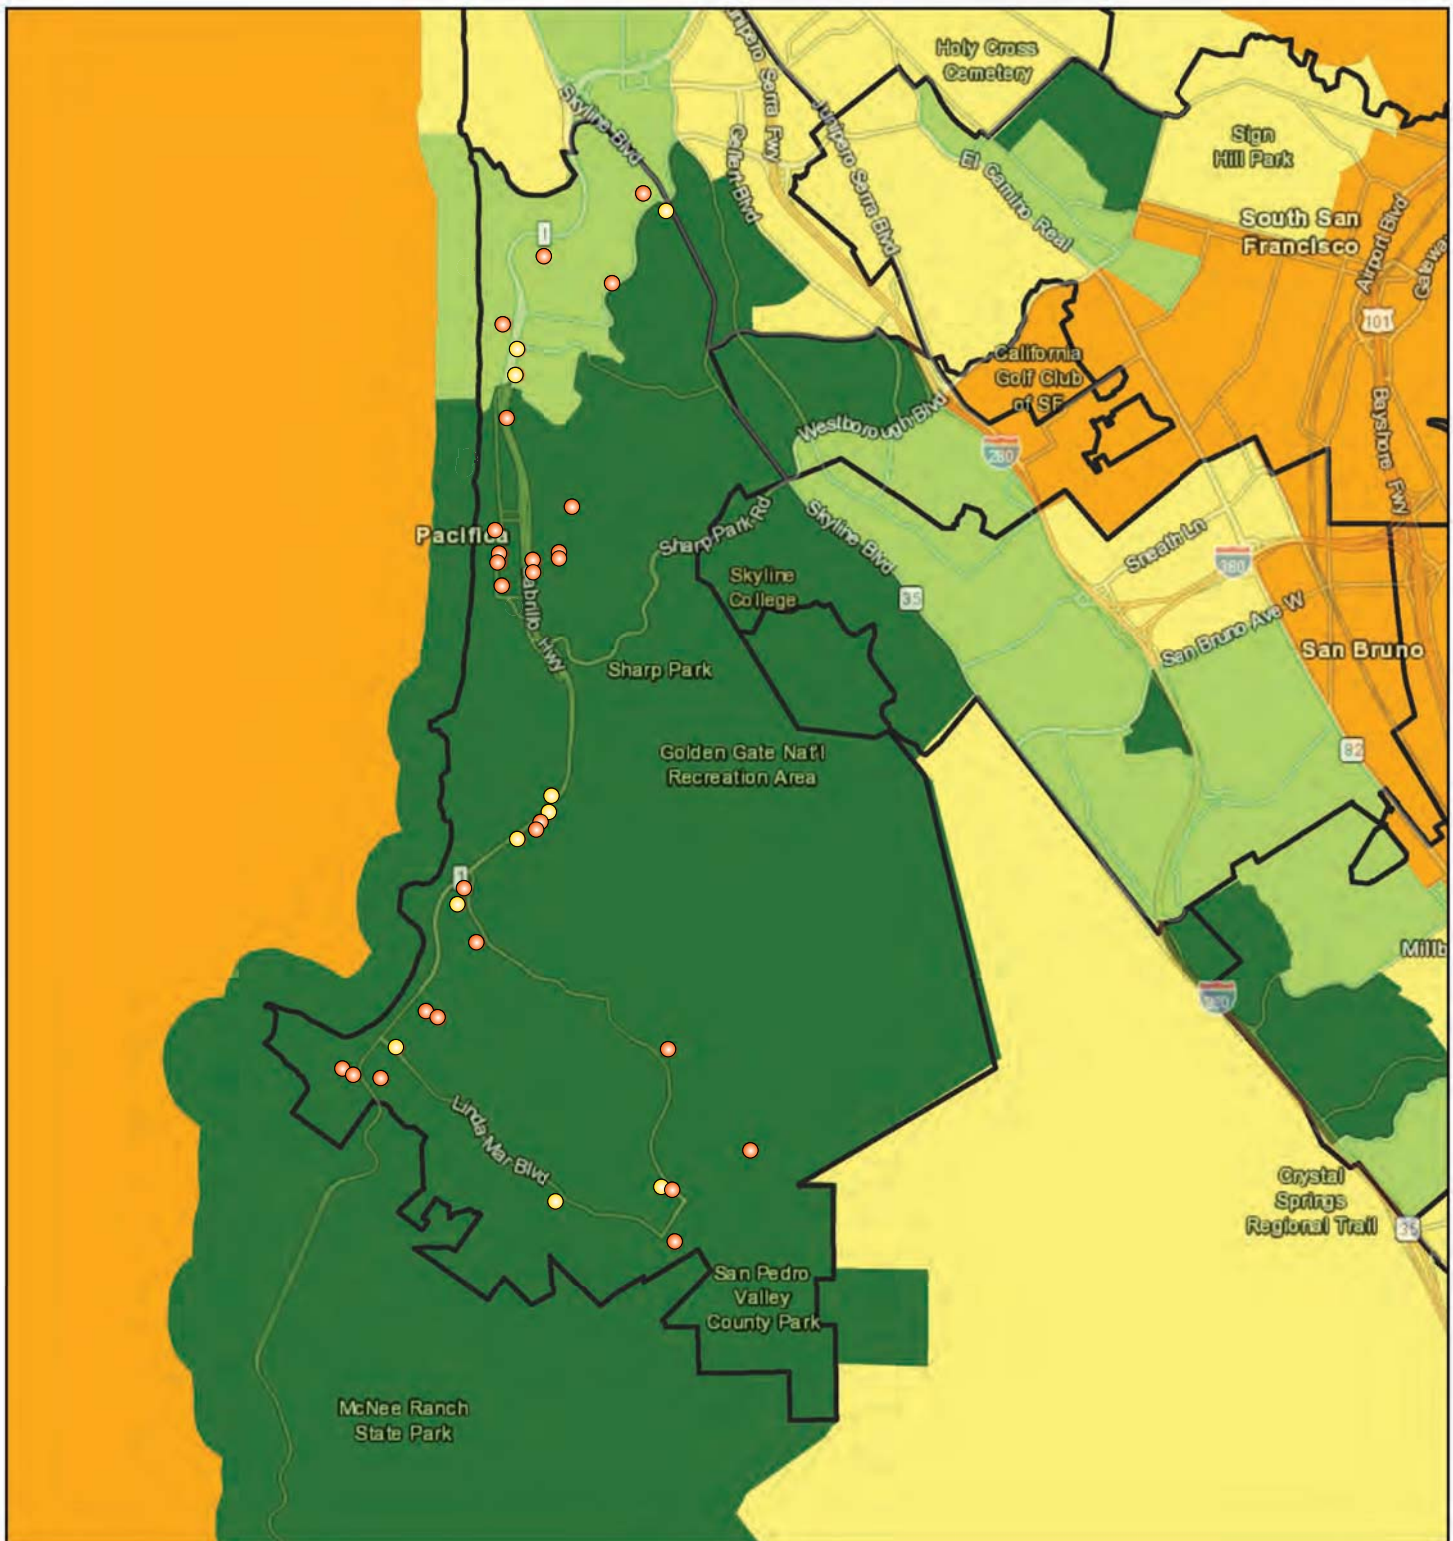 Holy Cross
Cemetery
Junipero Serra Fwy
Skyline Blvd
Gellert Blvd
Junipero Serra Blvd
Sign
Hill Park
El Camino Real
South San
Francisco
Airport Blvd
1
101
California
Golf Club
of SF
Westborough Blvd
280
Bayshore Fwy
Pacifica
Sharp Park Rd
Skyline Blvd
Sneath Ln
380
Skyline
College
35
Cabrillo Hwy
San Bruno Ave W
San Bruno
Sharp Park
Golden Gate Nat'l
Recreation Area
82
1
Millb
280
Linda Mar Blvd
Crystal
Springs
Regional Trail
35
San Pedro
Valley
County Park
McNee Ranch
State Park